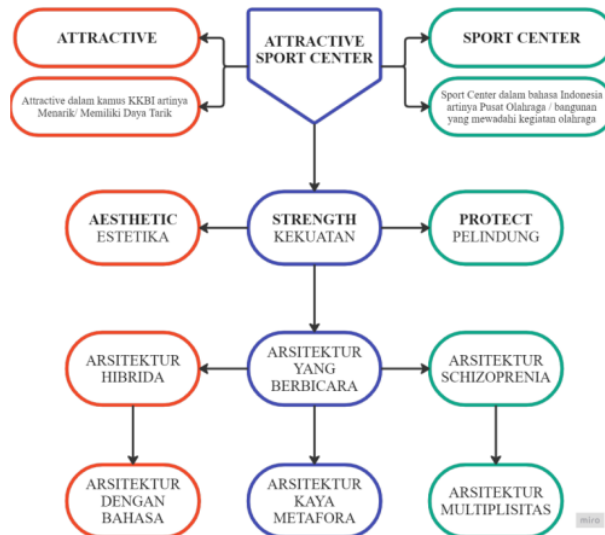 ATTRACTIVE
ATTRACTIVE
SPORT CENTER
SPORT CENTER
Attractive dalam kamus KKBI artinya
Menarik/ Memiliki Daya Tarik
Sport Center dalam bahasa Indonesia
artinya Pusat Olahraga / bangunan
yang mewadahi kegiatan olahraga
AESTHETIC
ESTETIKA
STRENGTH
KEKUATAN
PROTECT
PELINDUNG
ARSITEKTUR
HIBRIDA
ARSITEKTUR
YANG
BERBICARA
ARSITEKTUR
SCHIZOPRENIA
ARSITEKTUR
DENGAN
BAHASA
ARSITEKTUR
KAYA
METAFORA
ARSITEKTUR
MULTIPLISITAS
miro